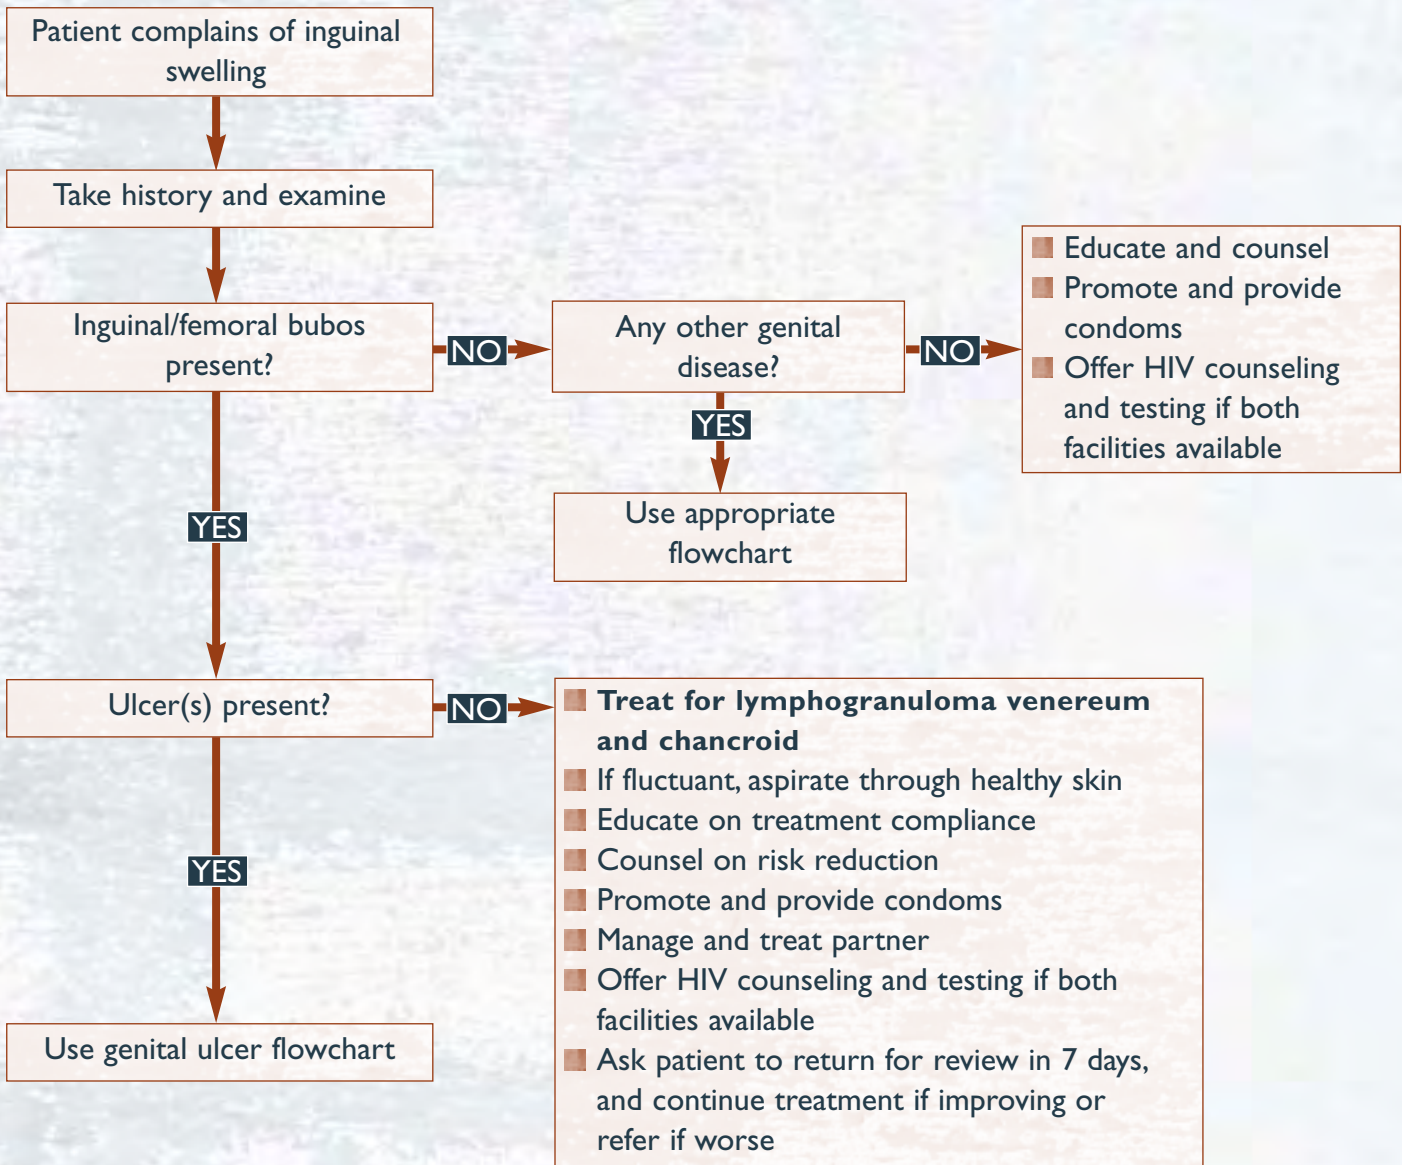 Patient complains of inguinal
swelling
Take history and examine
Inguinal/femoral bubos
present?
NO
Any other genital
disease?
NO
Educate and counsel
Promote and provide
condoms
Offer HIV counseling
and testing if both
facilities available
YES
Use appropriate
flowchart
YES
Ulcer(s) present?
NO
Treat for lymphogranuloma venereum
and chancroid
If fluctuant, aspirate through healthy skin
Educate on treatment compliance
Counsel on risk reduction
Promote and provide condoms
Manage and treat partner
Offer HIV counseling and testing if both
facilities available
Ask patient to return for review in 7 days,
and continue treatment if improving or
refer if worse
YES
Use genital ulcer flowchart